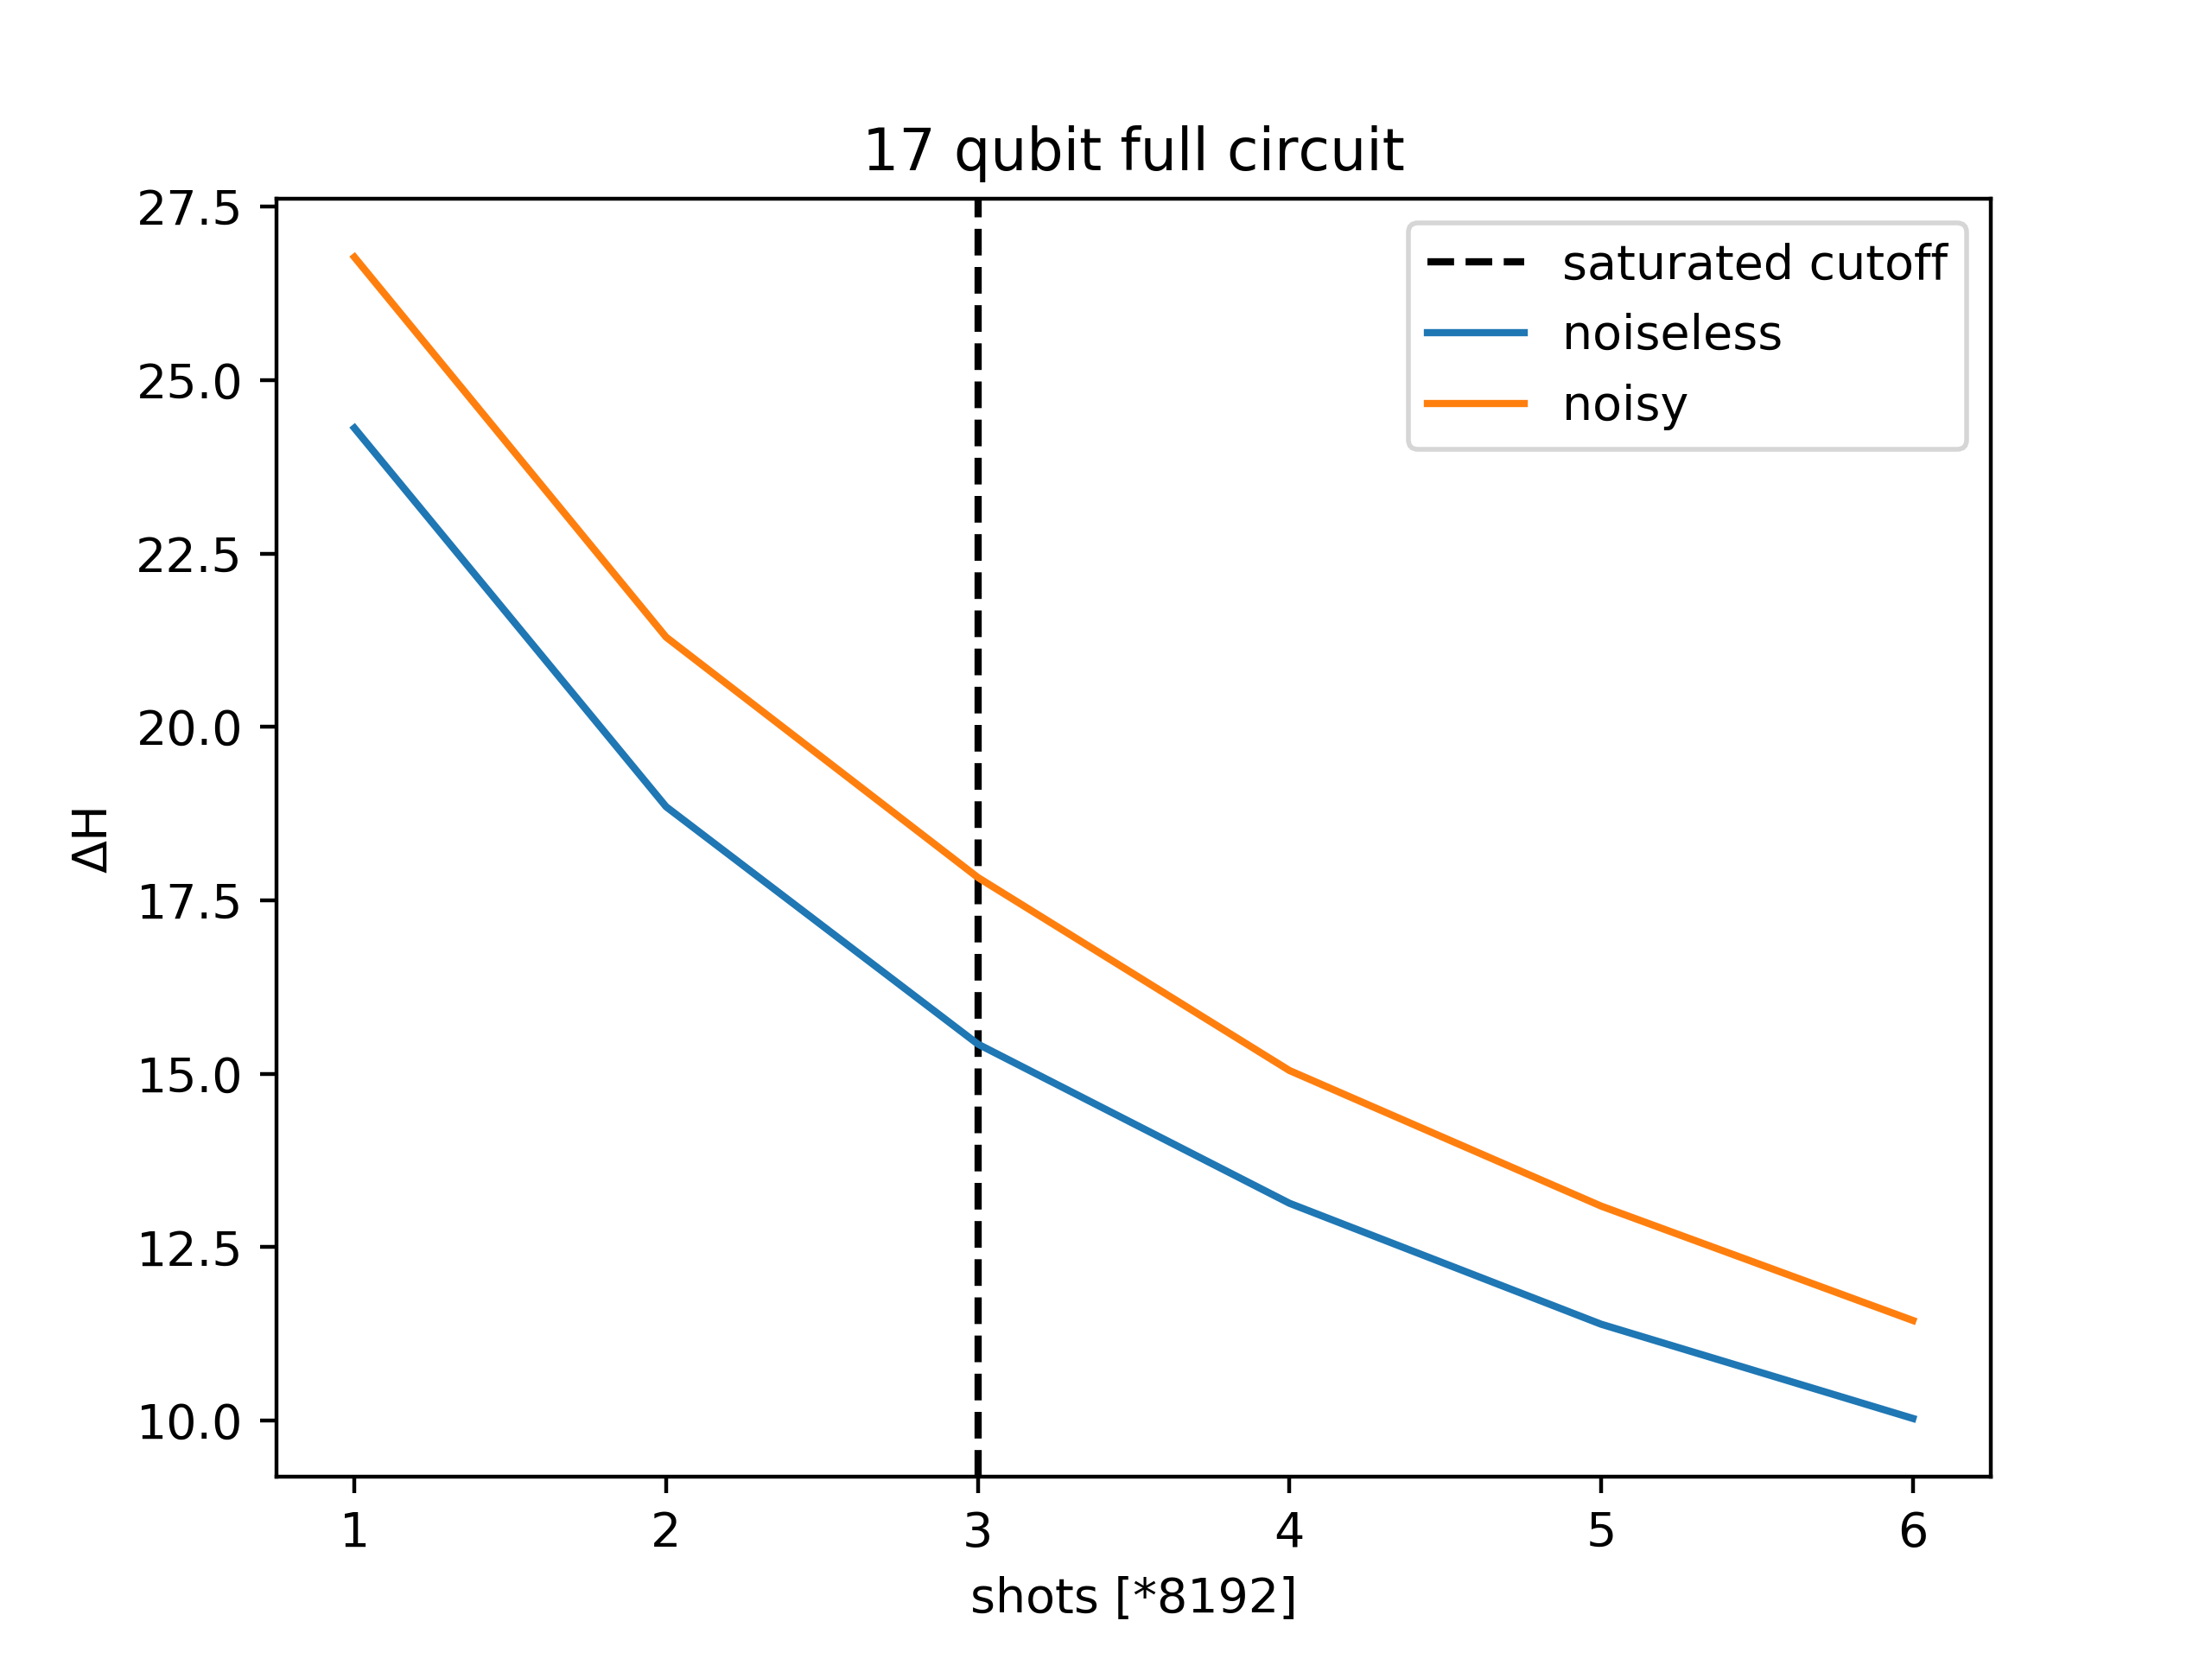 17 qubit full circuit
27.5
25.0
22.5
20.0
17.5
15.0
12.5
10.0
ΔH
saturated cutoff
noiseless
noisy
1 2 3 4 5 6
shots [*8192]